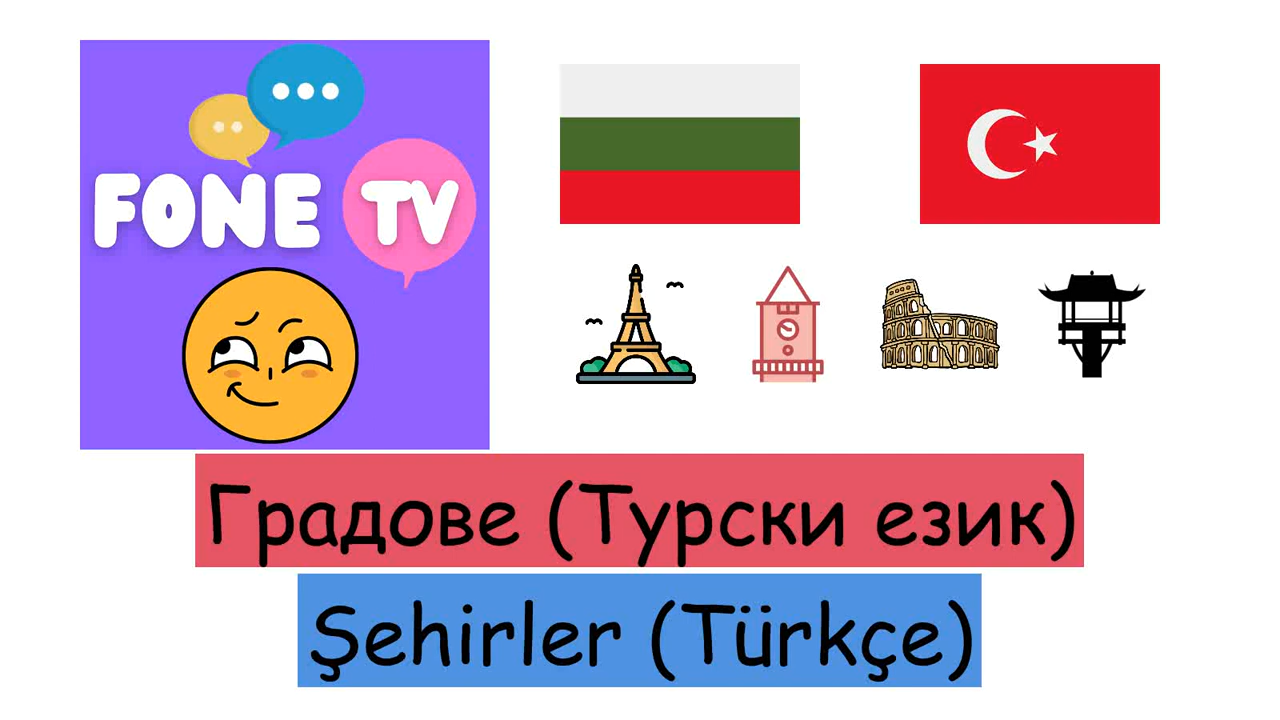 FONE TV
Градове (Турски език)
Şehirler (Türkçe)